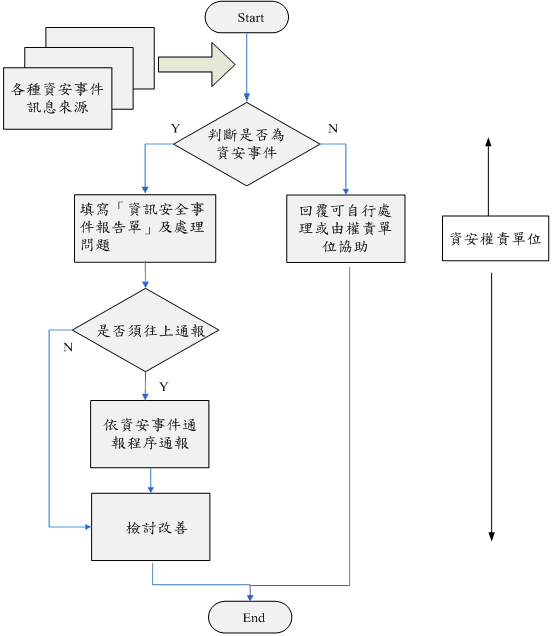 Start
各種資安事件
訊息來源
判斷是否為
資安事件
Y
N
填寫「資訊安全事
件報告單」及處理
問題
回覆可自行處
理或由權責單
位協助
資安權責單位
是否須往上通報
N
Y
依資安事件通
報程序通報
檢討改善
End